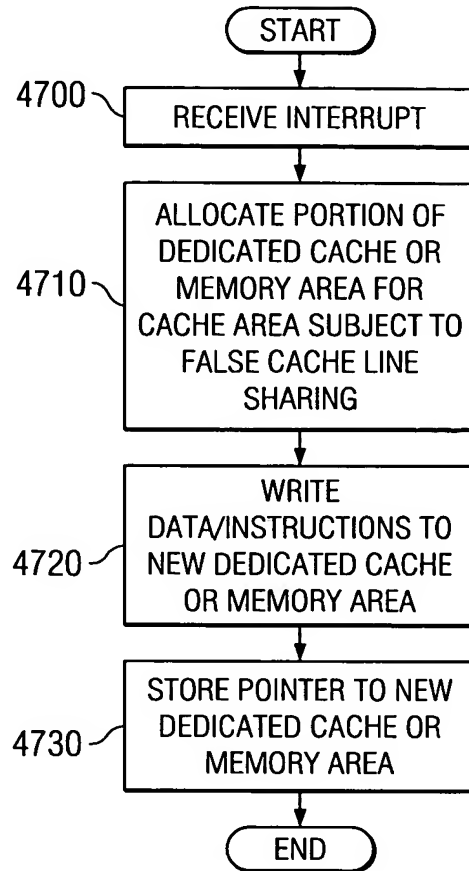 START
4700
RECEIVE INTERRUPT
4710
ALLOCATE PORTION OF
DEDICATED CACHE OR
MEMORY AREA FOR
CACHE AREA SUBJECT TO
FALSE CACHE LINE
SHARING
4720
WRITE
DATA/INSTRUCTIONS TO
NEW DEDICATED CACHE
OR MEMORY AREA
4730
STORE POINTER TO NEW
DEDICATED CACHE OR
MEMORY AREA
END